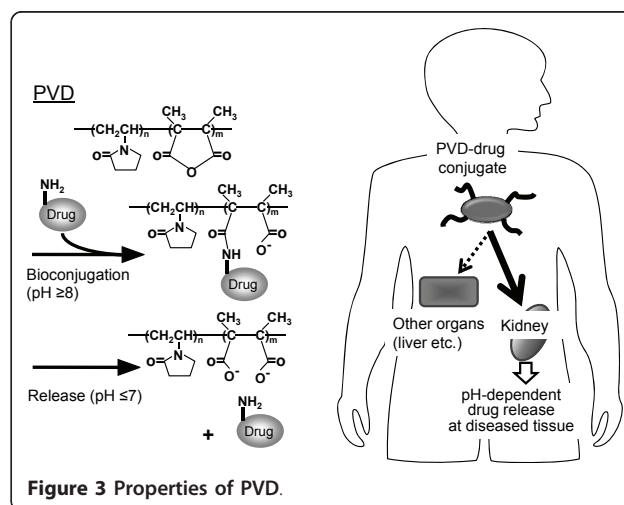 PVD
CH₃ CH₃
(CH₂CH)n (C C)m
N
O
O O O
NH₂
Drug
Bioconjugation
(pH ≥8)
CH₃
(CH₂CH)n (C C)m CH₃
N
O
O O
NH O⁻
Drug
CH₃
(CH₂CH)n (C C)m CH₃
N
O
O O
O⁻ O⁻
Release (pH ≤7)
+
NH₂
Drug
PVD-drug
conjugate
Other organs
(liver etc.)
Kidney
pH-dependent
drug release
at diseased tissue
Figure 3 Properties of PVD.